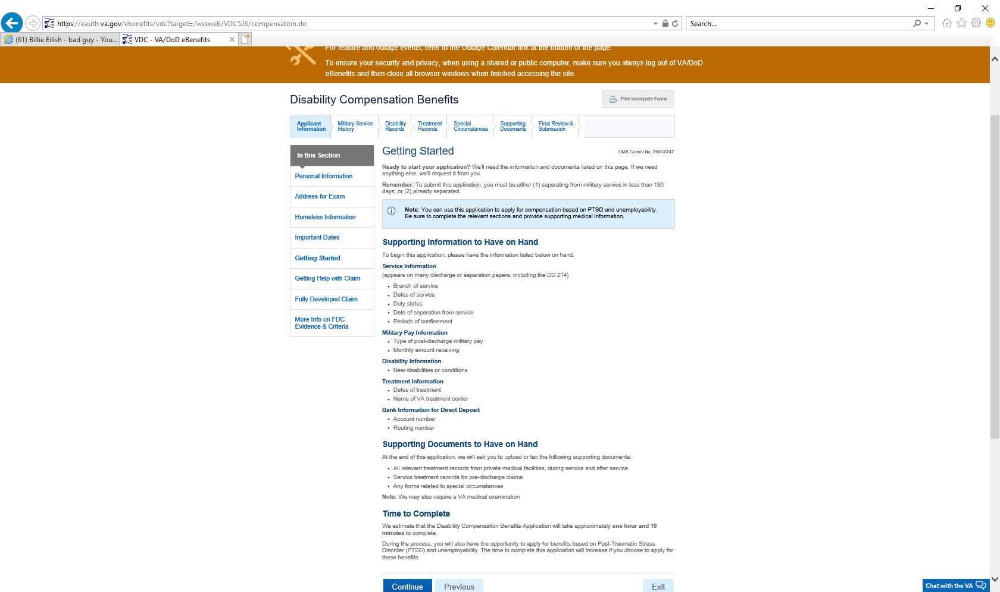 https://eauth.va.gov/ebenefits/vdc?target=/wssweb/VDC526/compensation.do
Search...
(61) Billie Eilish - bad guy - You...
VDC - VA/DoD eBenefits
For feature and outage events, refer to the Outage Calendar link at the bottom of the page.
To ensure your security and privacy, when using a shared or public computer, make sure you always log out of VA/DoD
eBenefits and then close all browser windows when finished accessing the site.
Disability Compensation Benefits
Print Incomplete Forms
Applicant
Information
Military Service
History
Disability
Records
Treatment
Records
Special
Circumstances
Supporting
Documents
Final Review &
Submission
In this Section
Personal Information
Address for Exam
Homeless Information
Important Dates
Getting Started
Getting Help with Claim
Fully Developed Claim
More Info on FDC
Evidence & Criteria
Getting Started
OMB Control No. 2900-0747
Ready to start your application? We'll need the information and documents listed on this page. If we need
anything else, we'll request it from you.
Remember: To submit this application, you must be either (1) separating from military service in less than 180
days; or (2) already separated.
Note: You can use this application to apply for compensation based on PTSD and unemployability.
Be sure to complete the relevant sections and provide supporting medical information.
Supporting Information to Have on Hand
To begin this application, please have the information listed below on hand.
Service Information
(appears on many discharge or separation papers, including the DD 214)
• Branch of service
• Dates of service
• Duty status
• Date of separation from service
• Periods of confinement
Military Pay Information
• Type of post-discharge military pay
• Monthly amount receiving
Disability Information
• New disabilities or conditions
Treatment Information
• Dates of treatment
• Name of VA treatment center
Bank Information for Direct Deposit
• Account number
• Routing number
Supporting Documents to Have on Hand
At the end of this application, we will ask you to upload or fax the following supporting documents:
• All relevant treatment records from private medical facilities, during service and after service
• Service treatment records for pre-discharge claims
• Any forms related to special circumstances
Note: We may also require a VA medical examination
Time to Complete
We estimate that the Disability Compensation Benefits Application will take approximately one hour and 10
minutes to complete.
During the process, you will also have the opportunity to apply for benefits based on Post-Traumatic Stress
Disorder (PTSD) and unemployability. The time to complete this application will increase if you choose to apply for
these benefits.
Continue
Previous
Exit
Chat with the VA